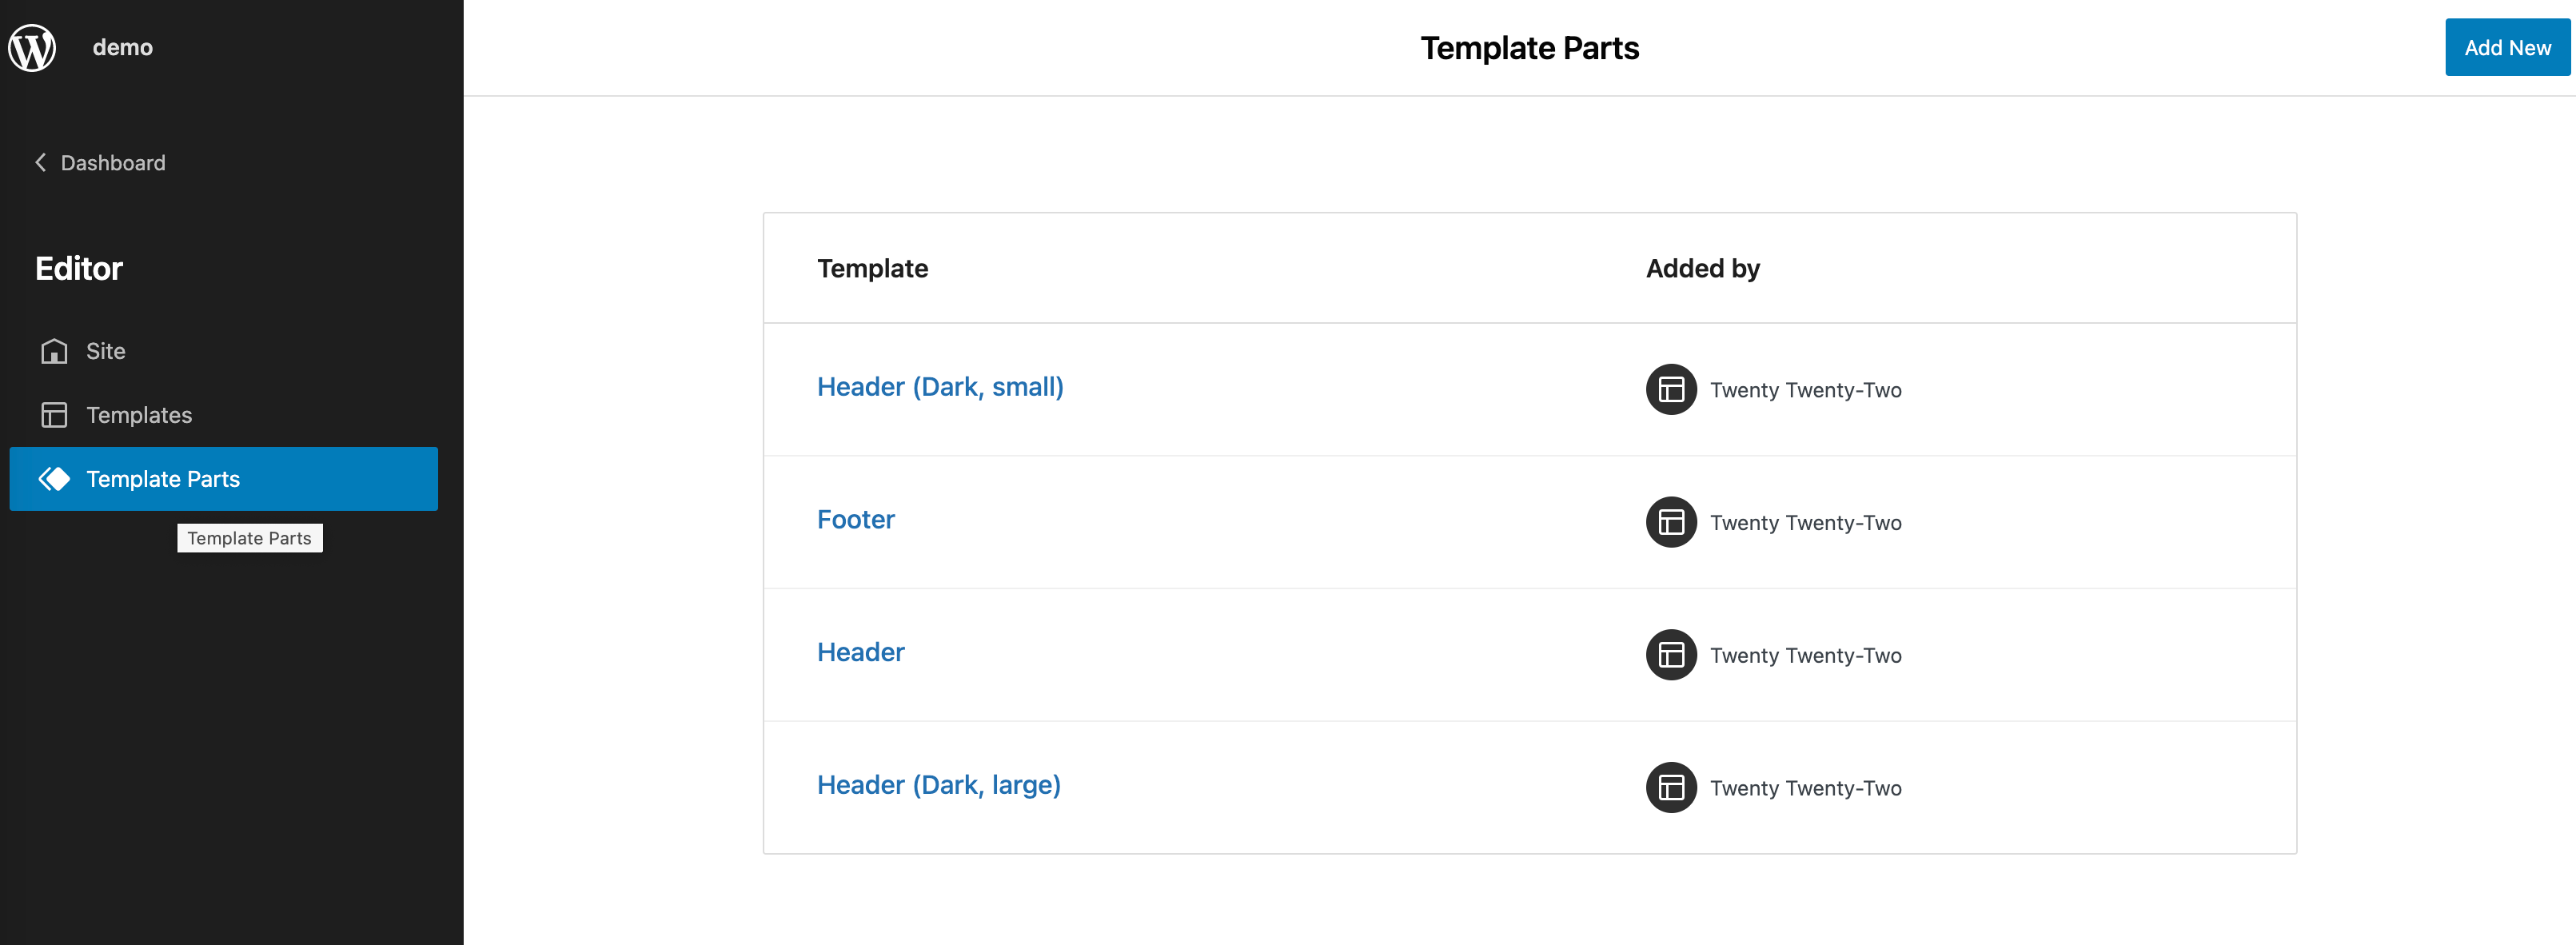 demo
Template Parts
Add New
Dashboard
Editor
Site
Templates
Template Parts
Template Parts
Template Added by
Header (Dark, small) Twenty Twenty-Two
Footer Twenty Twenty-Two
Header Twenty Twenty-Two
Header (Dark, large) Twenty Twenty-Two